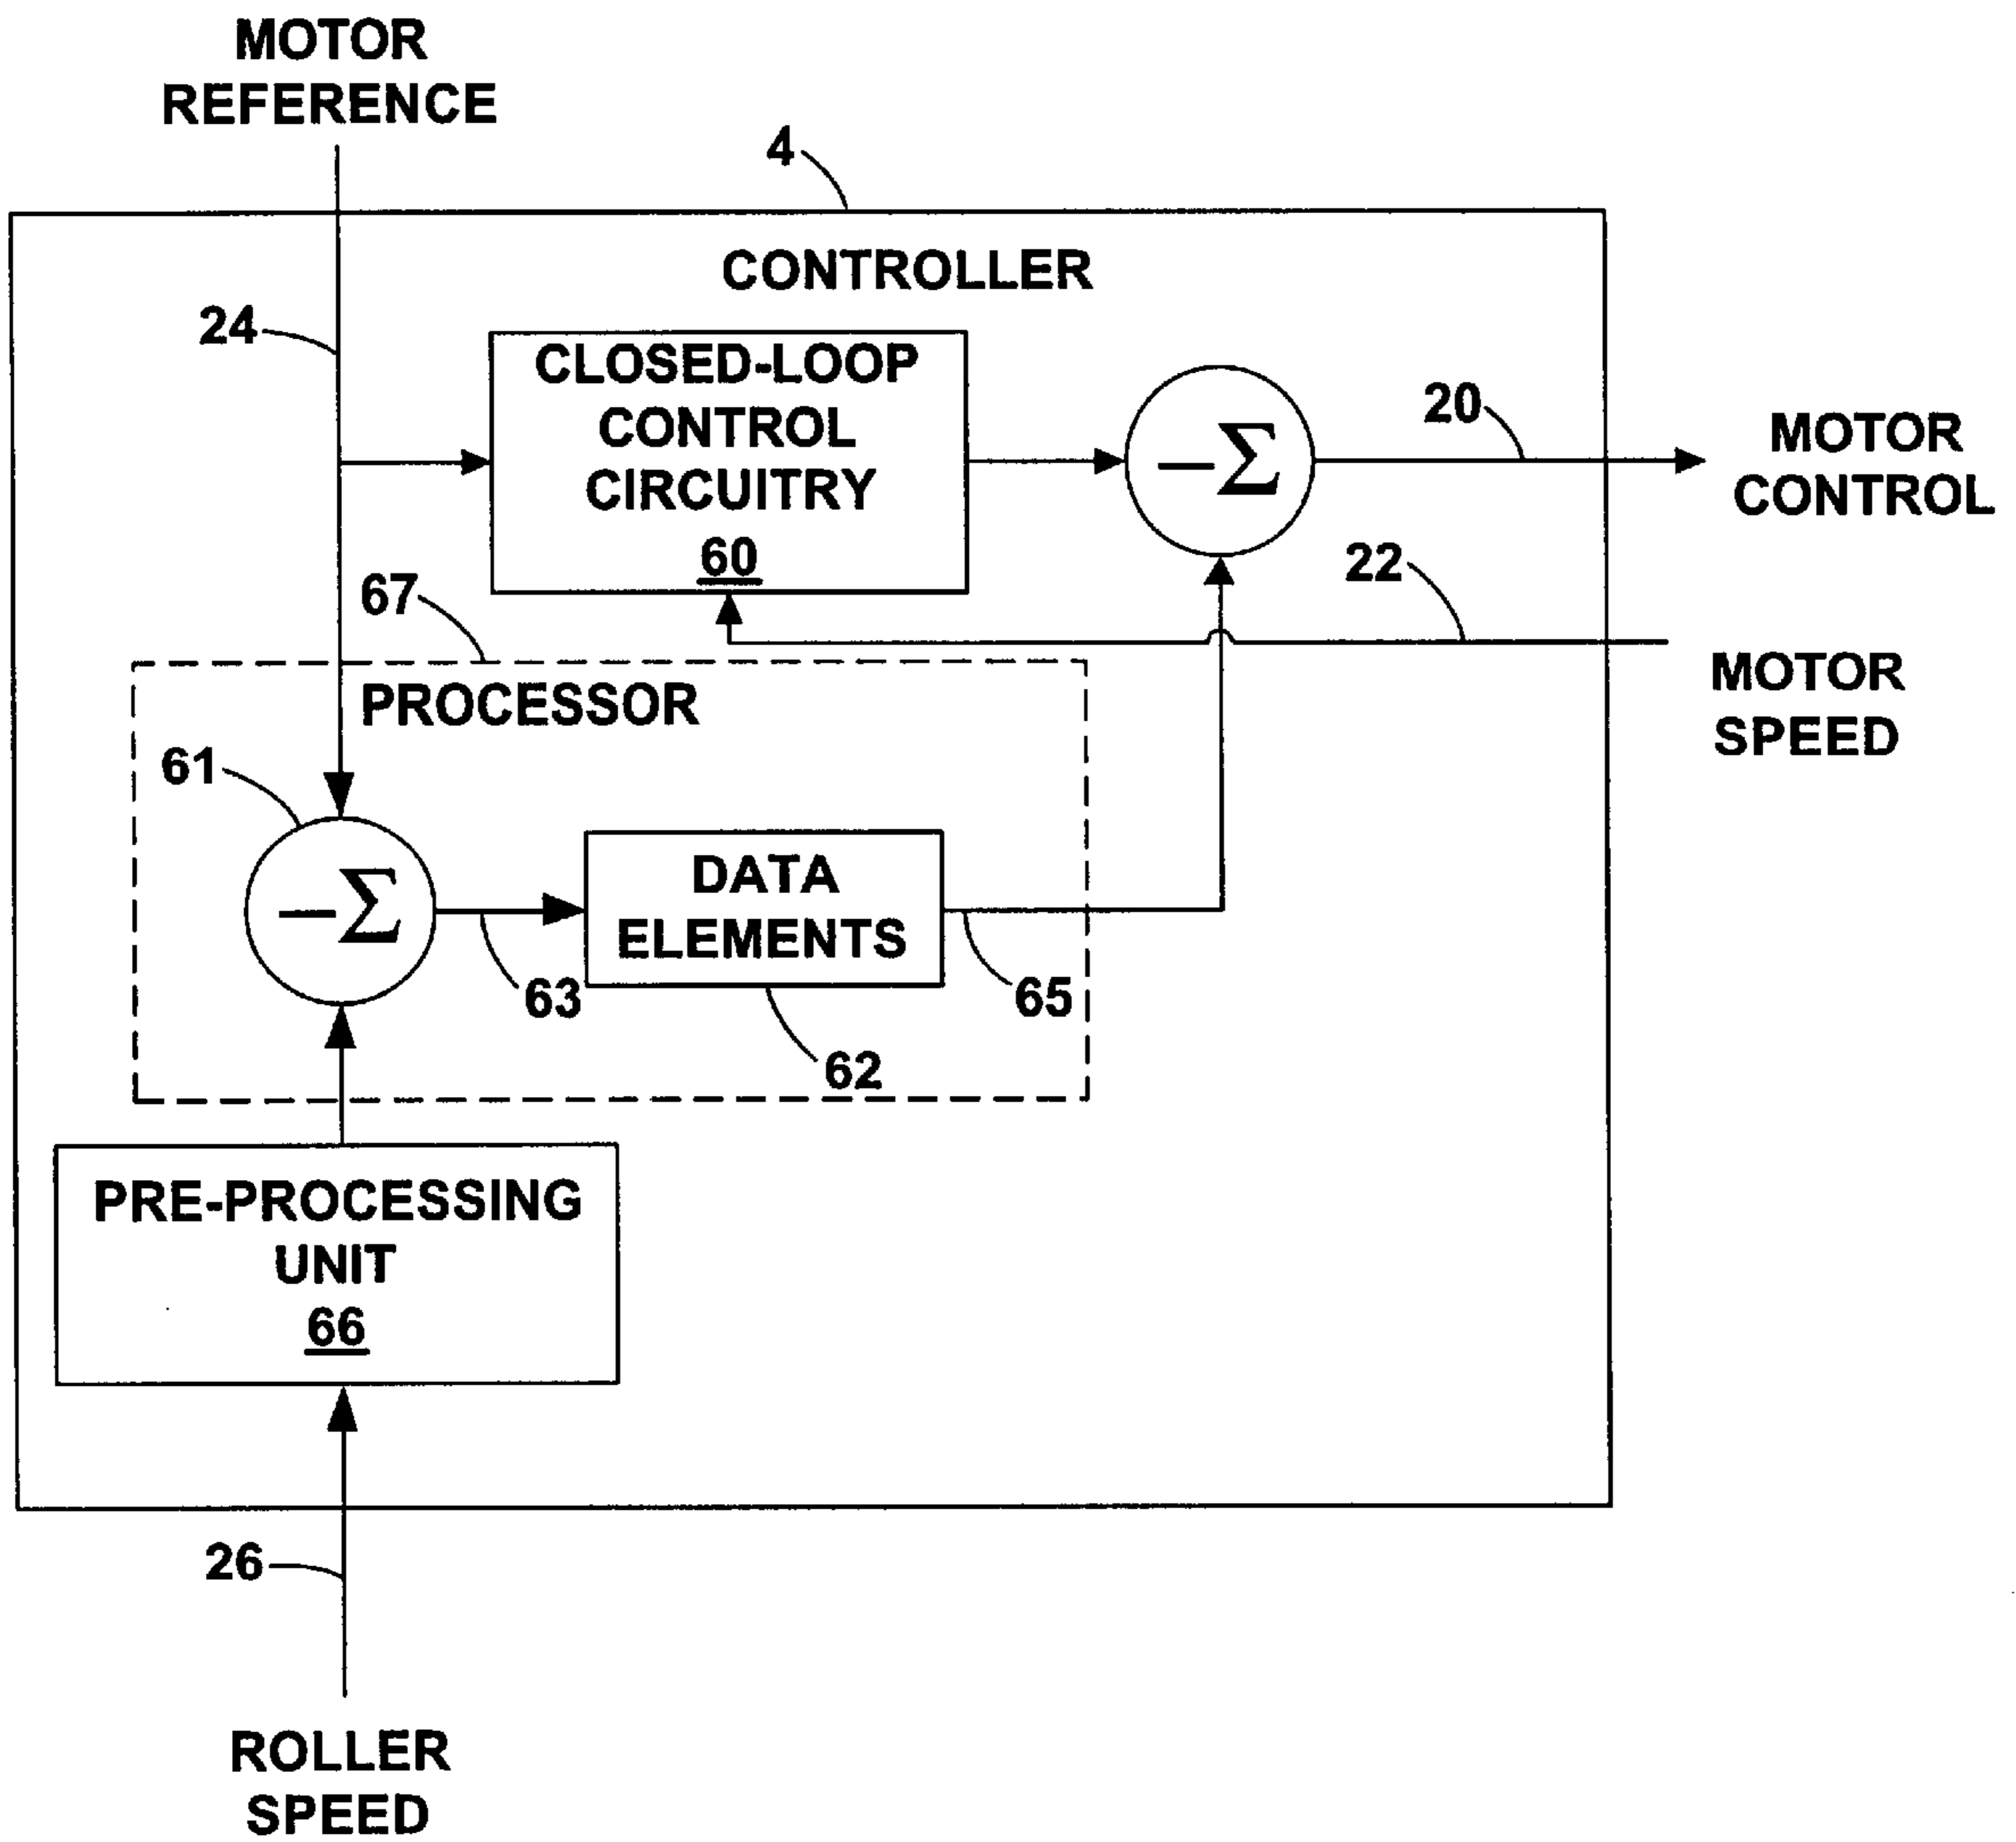 MOTOR
REFERENCE
4
CONTROLLER
24
CLOSED-LOOP
CONTROL
CIRCUITRY
60
−Σ
20
MOTOR
CONTROL
22
MOTOR
SPEED
67
PROCESSOR
61
−Σ
63
DATA
ELEMENTS
65
62
PRE-PROCESSING
UNIT
66
26
ROLLER
SPEED